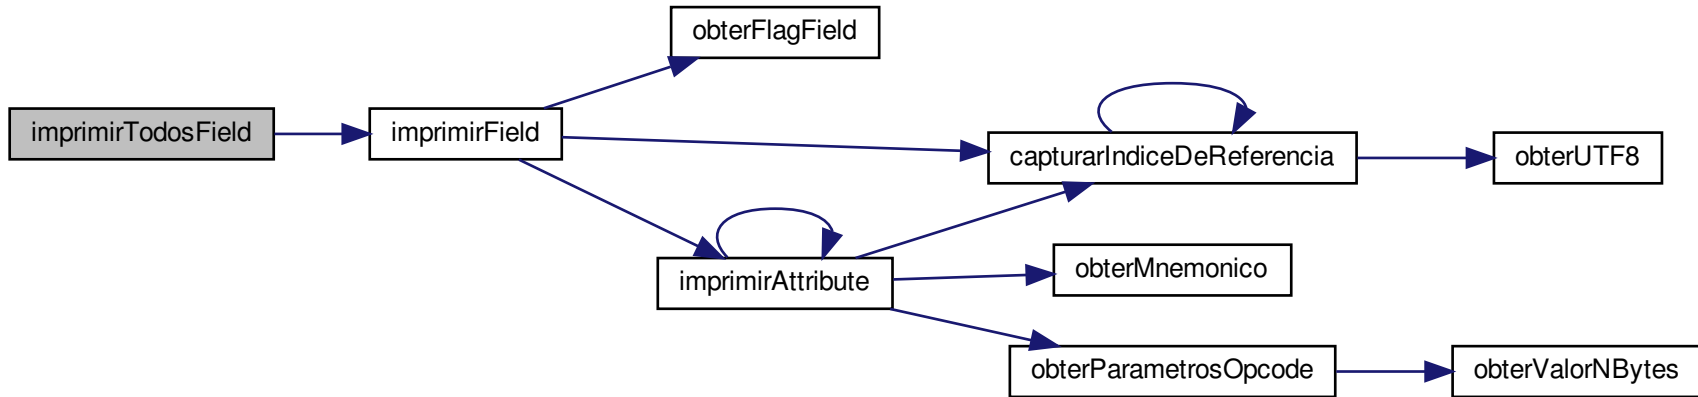 obterFlagField
imprimirTodosField
imprimirField
capturarIndiceDeReferencia
obterUTF8
imprimirAttribute
obterMnemonico
obterParametrosOpcode
obterValorNBytes